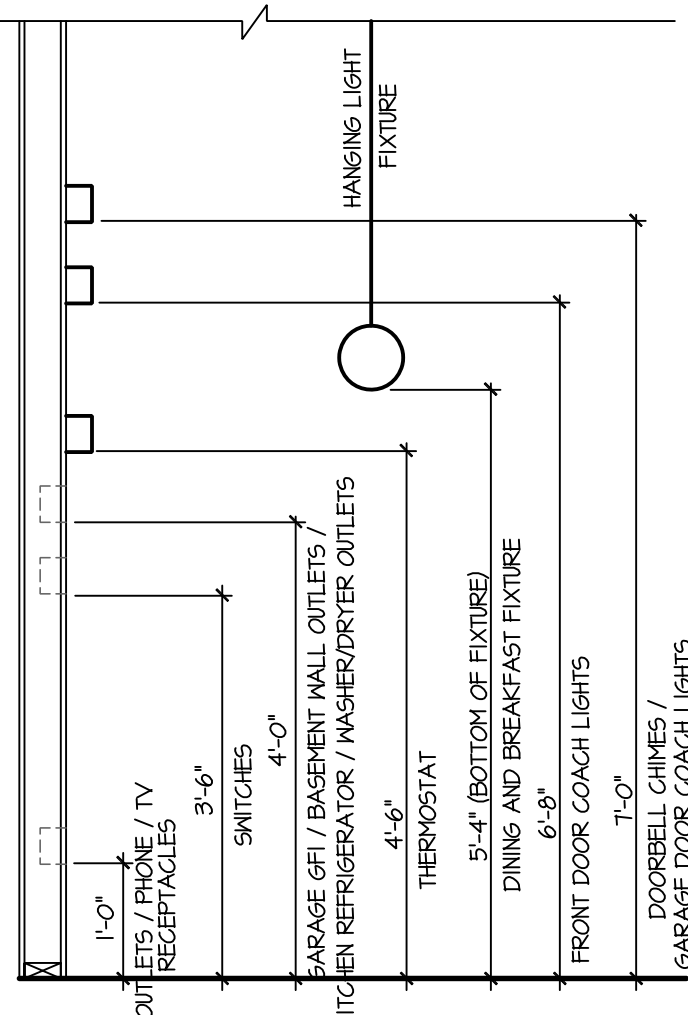 HANGING LIGHT
FIXTURE
1'-0"
OUTLETS / PHONE / TV
RECEPTACLES
3'-6"
SWITCHES
4'-0"
GARAGE GFI / BASEMENT WALL OUTLETS /
ITCHEN REFRIGERATOR / WASHER/DRYER OUTLETS
4'-6"
THERMOSTAT
5'-4" (BOTTOM OF FIXTURE)
DINING AND BREAKFAST FIXTURE
6'-8"
FRONT DOOR COACH LIGHTS
7'-0"
DOORBELL CHIMES /
GARAGE DOOR COACH LIGHTS